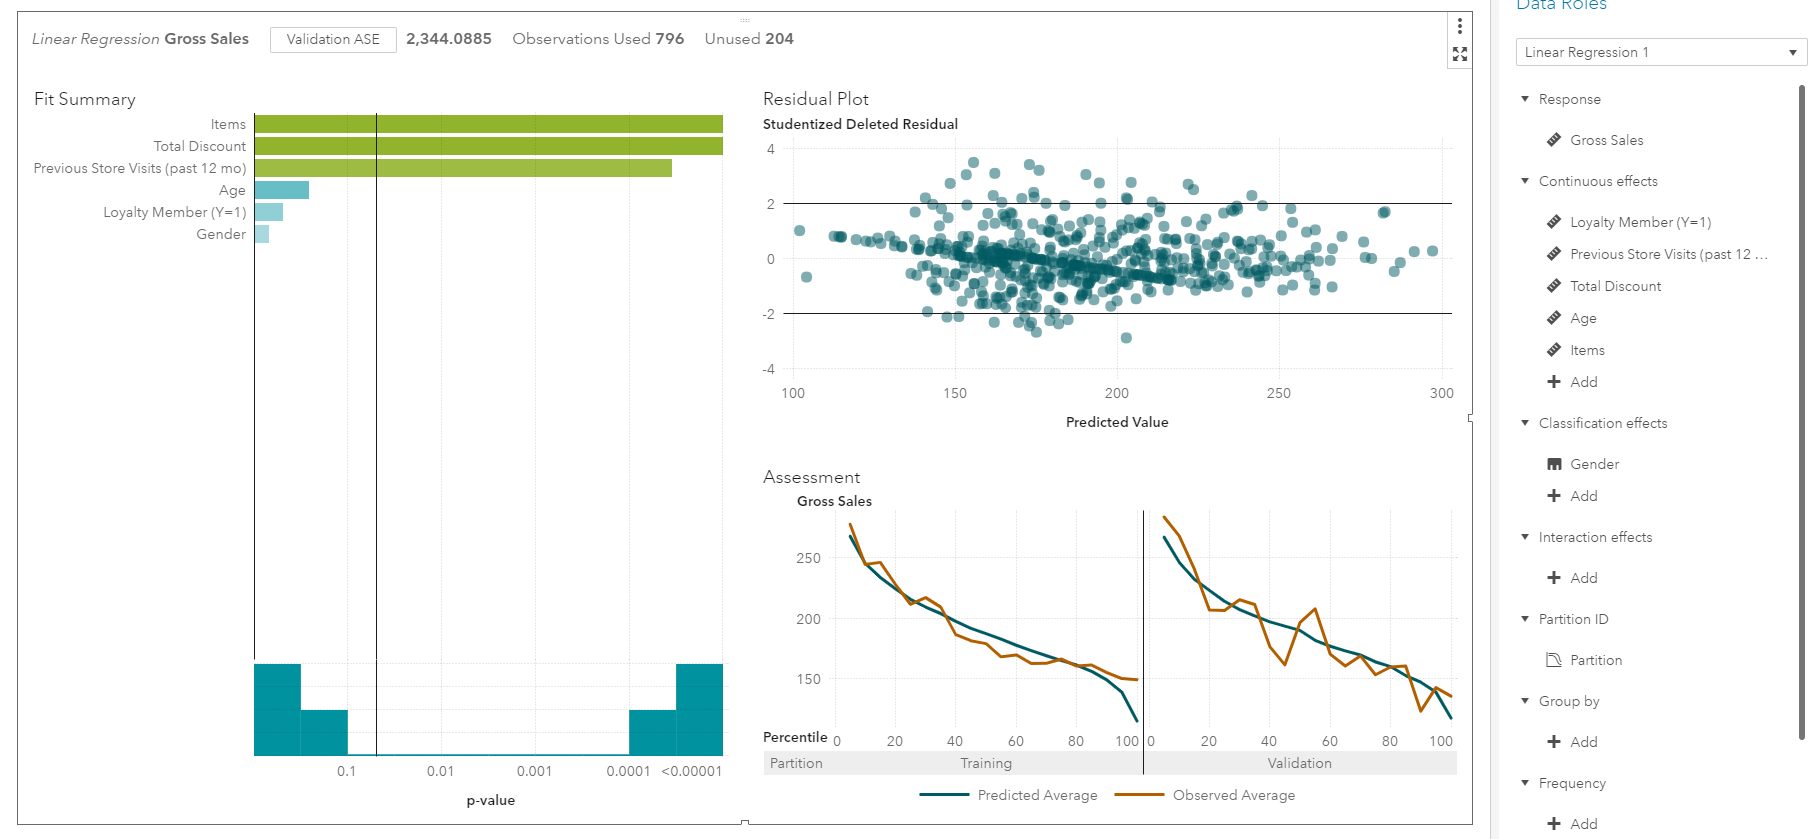 Linear Regression Gross Sales Validation ASE 2,344.0885 Observations Used 796 Unused 204
Fit Summary
Items
Total Discount
Previous Store Visits (past 12 mo)
Age
Loyalty Member (Y=1)
Gender
0.1 0.01 0.001 0.0001 <0.00001
p-value
Residual Plot
Studentized Deleted Residual
4
2
0
-2
-4
100 150 200 250 300
Predicted Value
Assessment
Gross Sales
250
200
150
Percentile 0 20 40 60 80 100 0 20 40 60 80 100
Partition Training Validation
Predicted Average Observed Average
Data Roles
Linear Regression 1
Response
Gross Sales
Continuous effects
Loyalty Member (Y=1)
Previous Store Visits (past 12 ...
Total Discount
Age
Items
Add
Classification effects
Gender
Add
Interaction effects
Add
Partition ID
Partition
Group by
Add
Frequency
Add